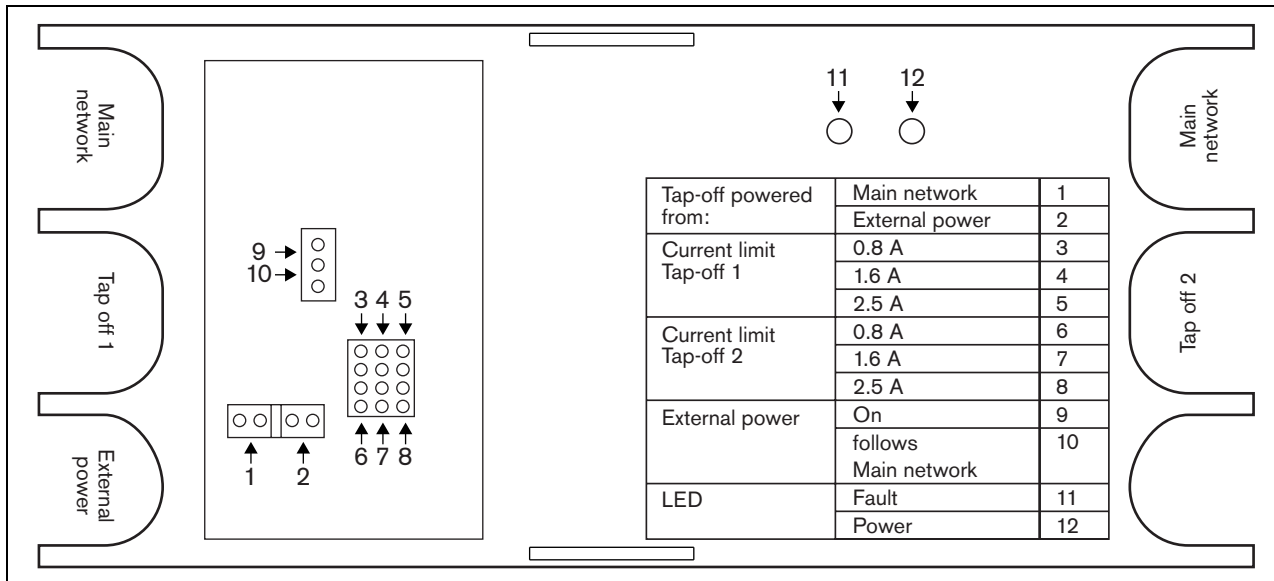 Main
network
Tap off 1
External
power
9
10
3 4 5
6 7 8
1 2
11 12
Tap-off powered from: Main network 1
External power 2
Current limit Tap-off 1 0.8 A 3
1.6 A 4
2.5 A 5
Current limit Tap-off 2 0.8 A 6
1.6 A 7
2.5 A 8
External power On 9
follows Main network 10
LED Fault 11
Power 12
Main
network
Tap off 2